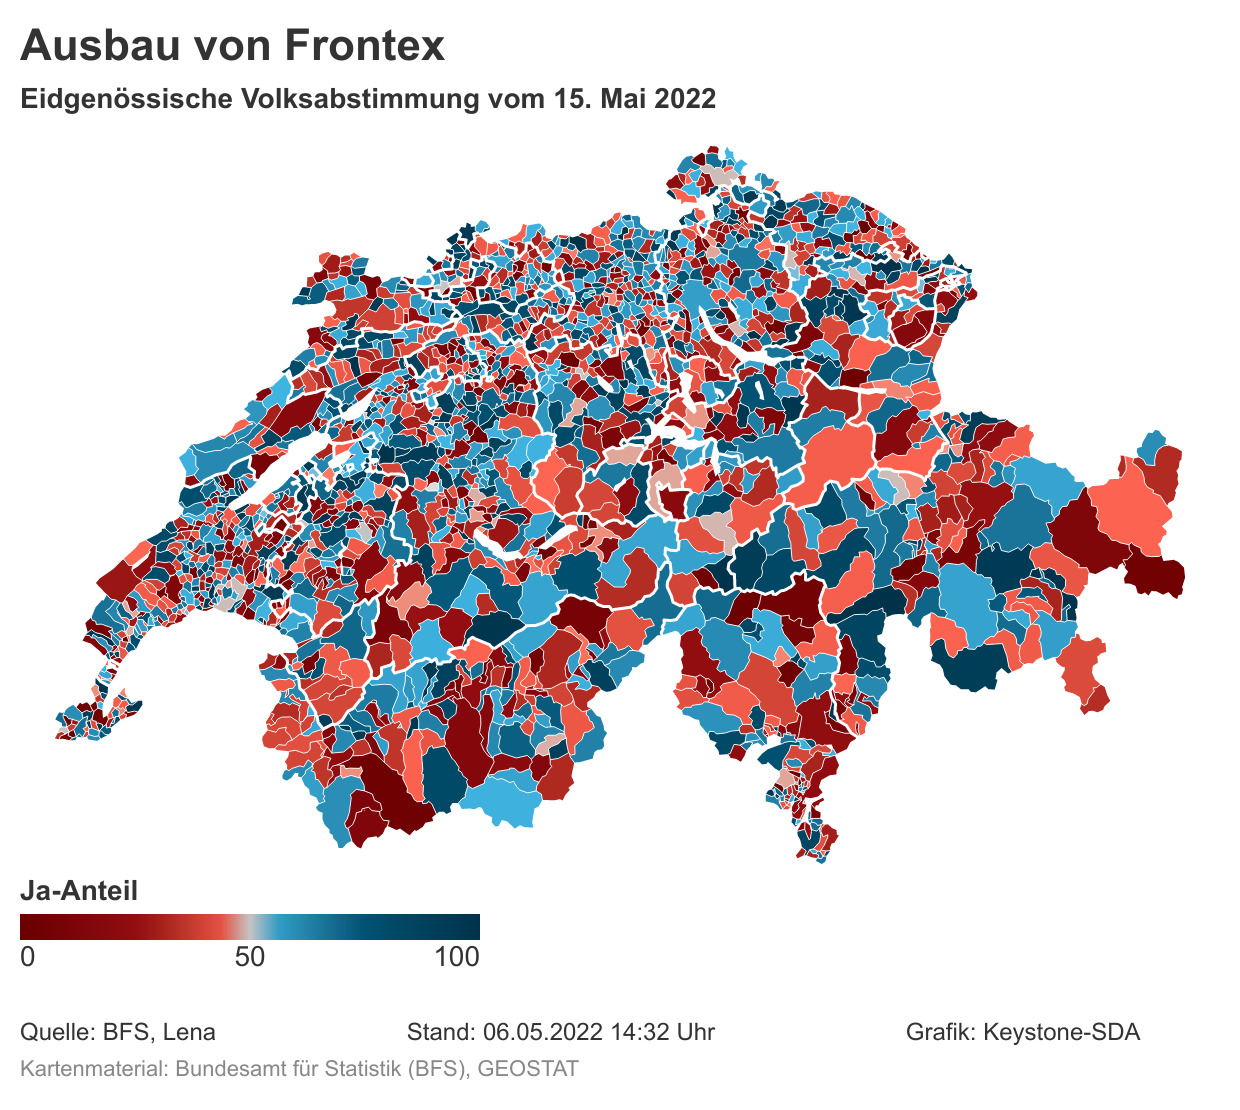 Ausbau von Frontex
Eidgenössische Volksabstimmung vom 15. Mai 2022
Ja-Anteil
0 50 100
Quelle: BFS, Lena Stand: 06.05.2022 14:32 Uhr Grafik: Keystone-SDA
Kartenmaterial: Bundesamt für Statistik (BFS), GEOSTAT